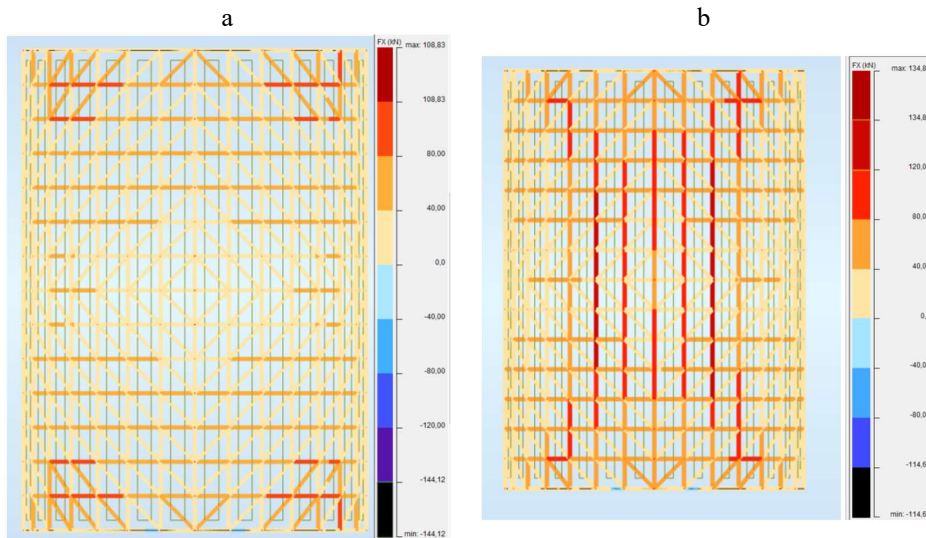 a
b
FX (kN)
max: 108,83
108,83
80,00
40,00
0,0
-40,00
-80,00
-120,00
-144,12
min: -144,12
FX (kN)
max: 134,8
134,8
120,0
80,00
40,00
0,
-40,0
-80,0
-114,6
min: -114,6